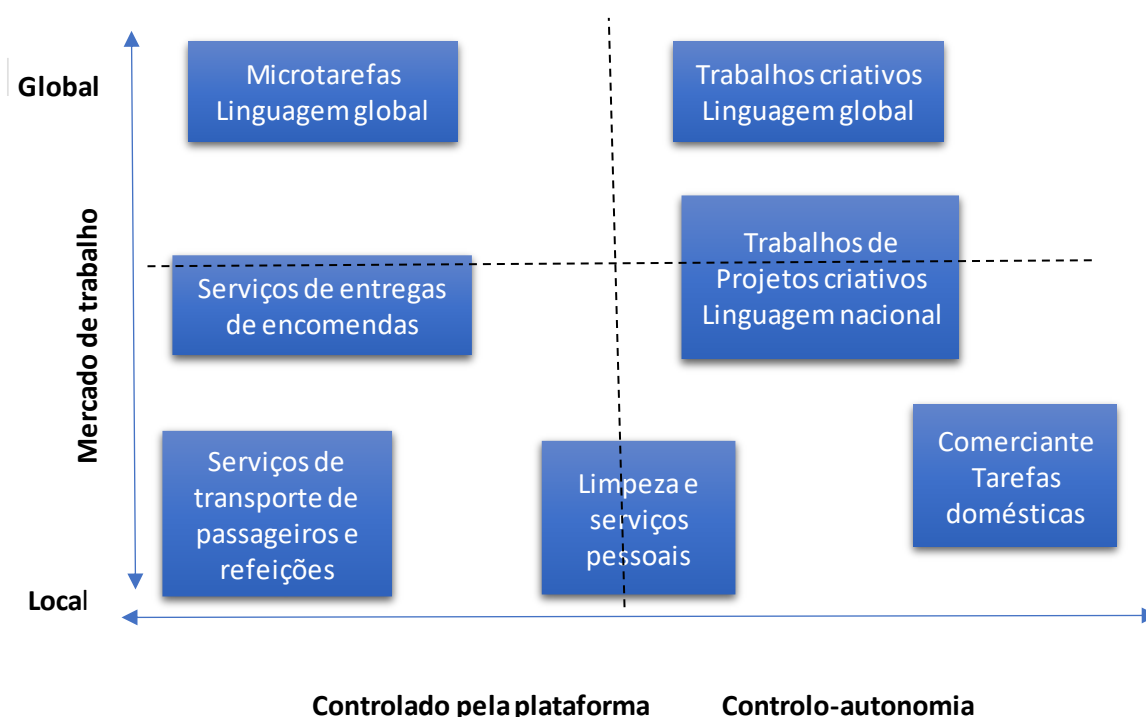 Global
Microtarefas
Linguagem global
Trabalhos criativos
Linguagem global
Mercado de trabalho
Serviços de entregas
de encomendas
Trabalhos de
Projetos criativos
Linguagem nacional
Serviços de
transporte de
passageiros e
refeições
Limpeza e
serviços
pessoais
Comerciante
Tarefas
domésticas
Local
Controlado pela plataforma
Controlo-autonomia